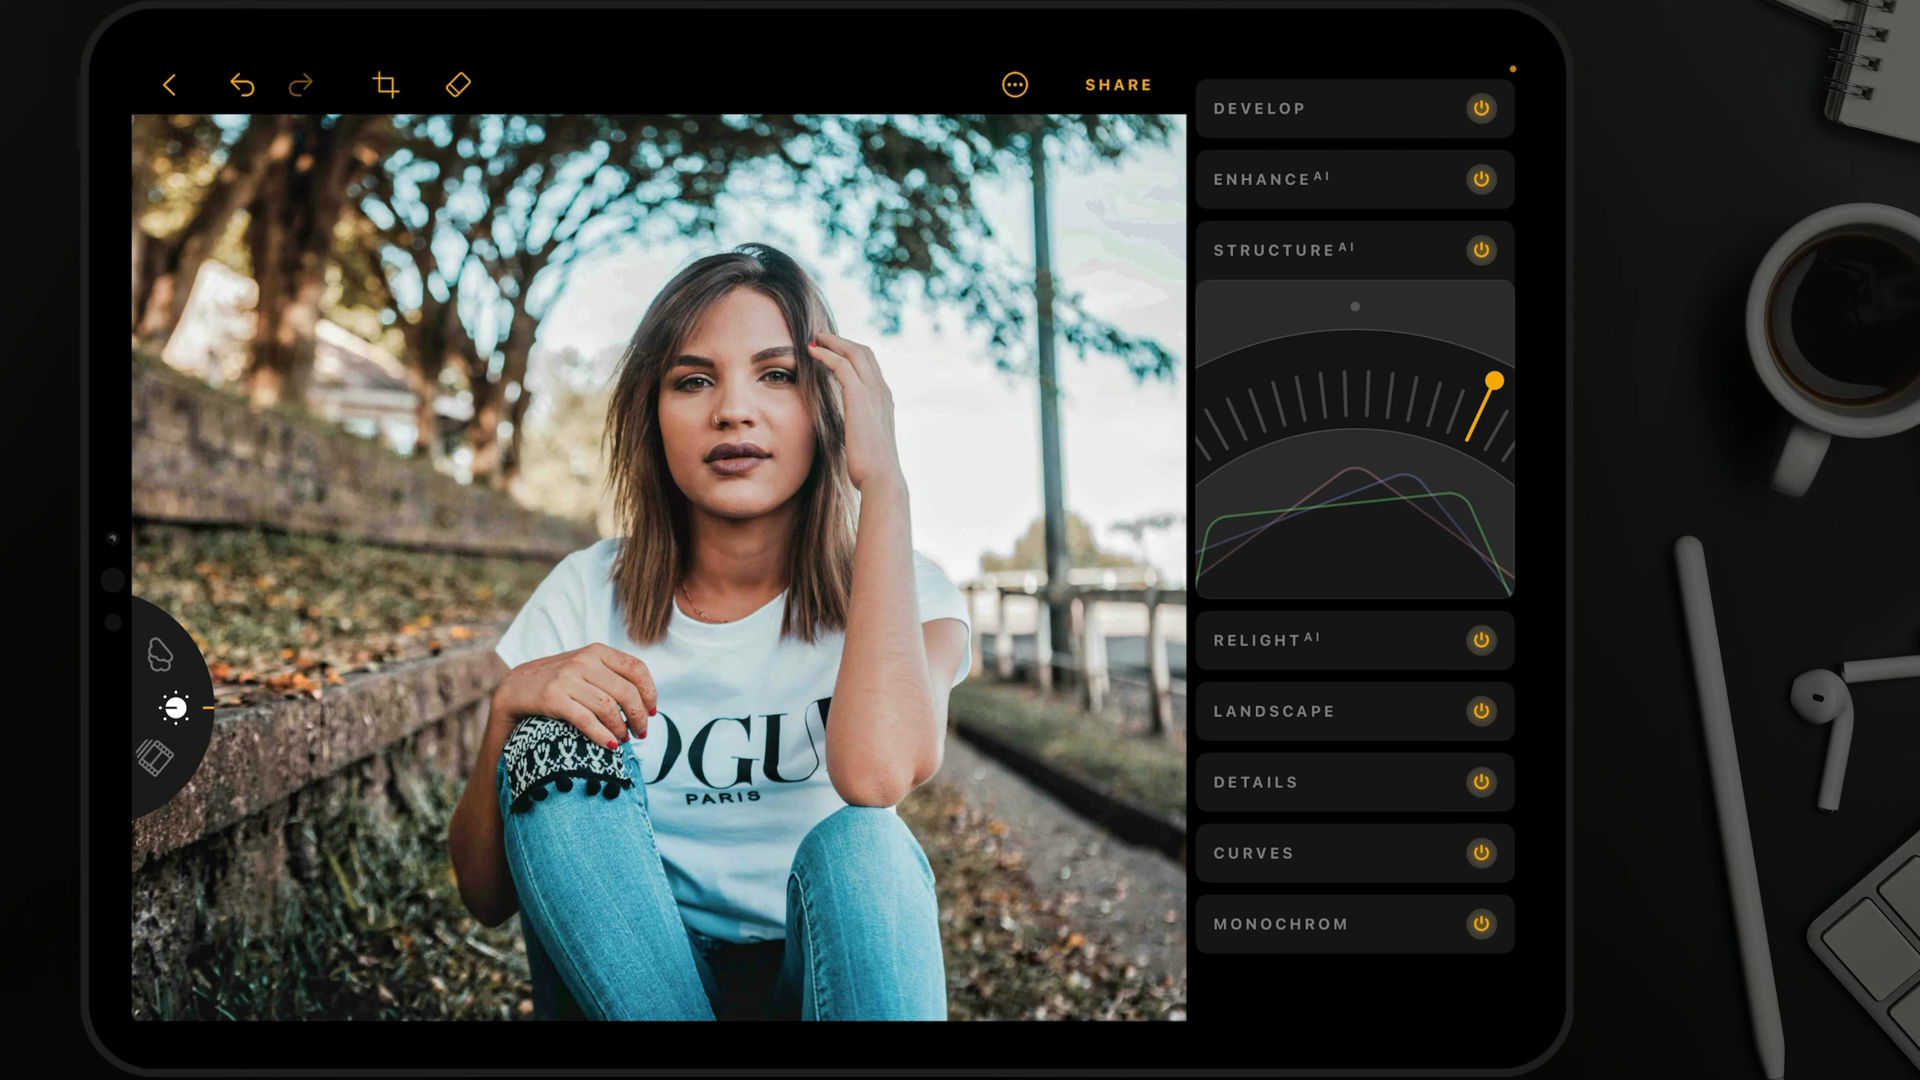 SHARE
DEVELOP
ENHANCE AI
STRUCTURE AI
RELIGHT AI
LANDSCAPE
DETAILS
CURVES
MONOCHROM
OGU
PARIS